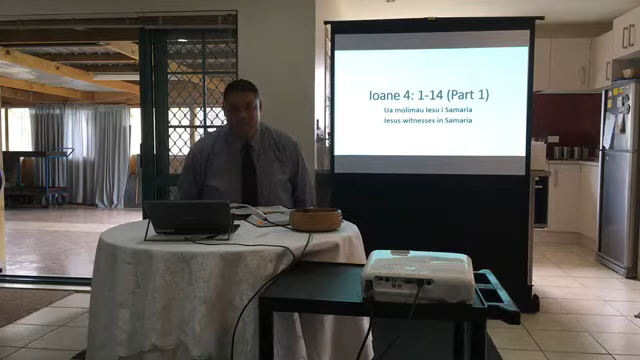 Ioane 4: 1-14 (Part 1)
Ua molimau Iesu i Samaria
Jesus witnesses in Samaria